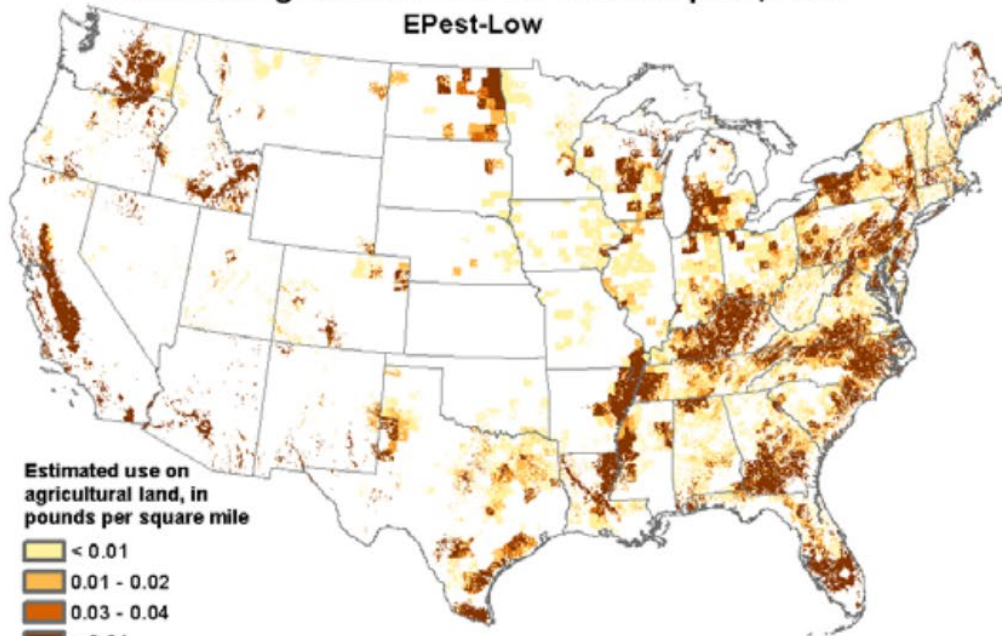 EPest-Low
Estimated use on
agricultural land, in
pounds per square mile
< 0.01
0.01 - 0.02
0.03 - 0.04